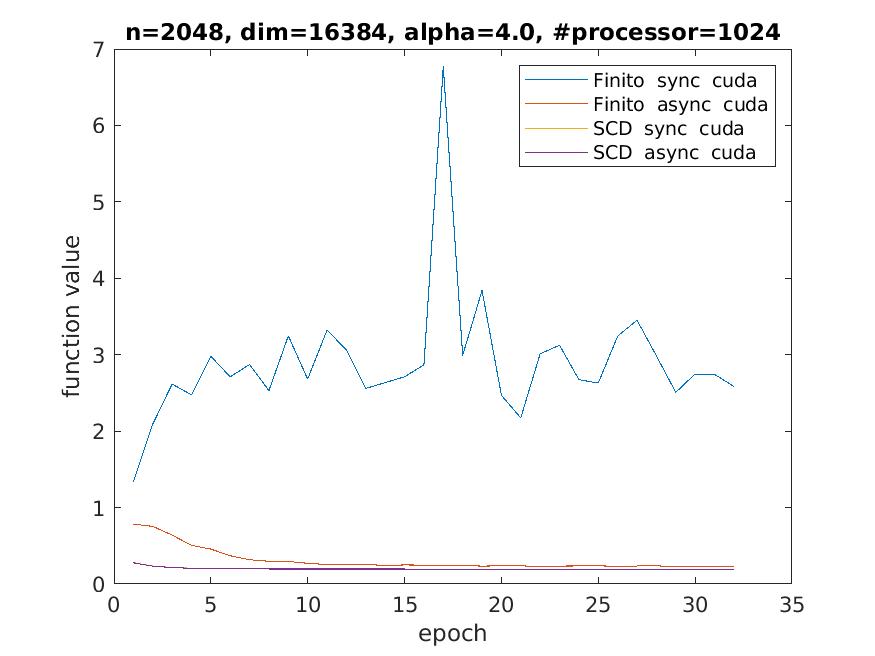 n=2048, dim=16384, alpha=4.0, #processor=1024
7
6
5
4
3
2
1
0
function value
Finito sync cuda
Finito async cuda
SCD sync cuda
SCD async cuda
0 5 10 15 20 25 30 35
epoch